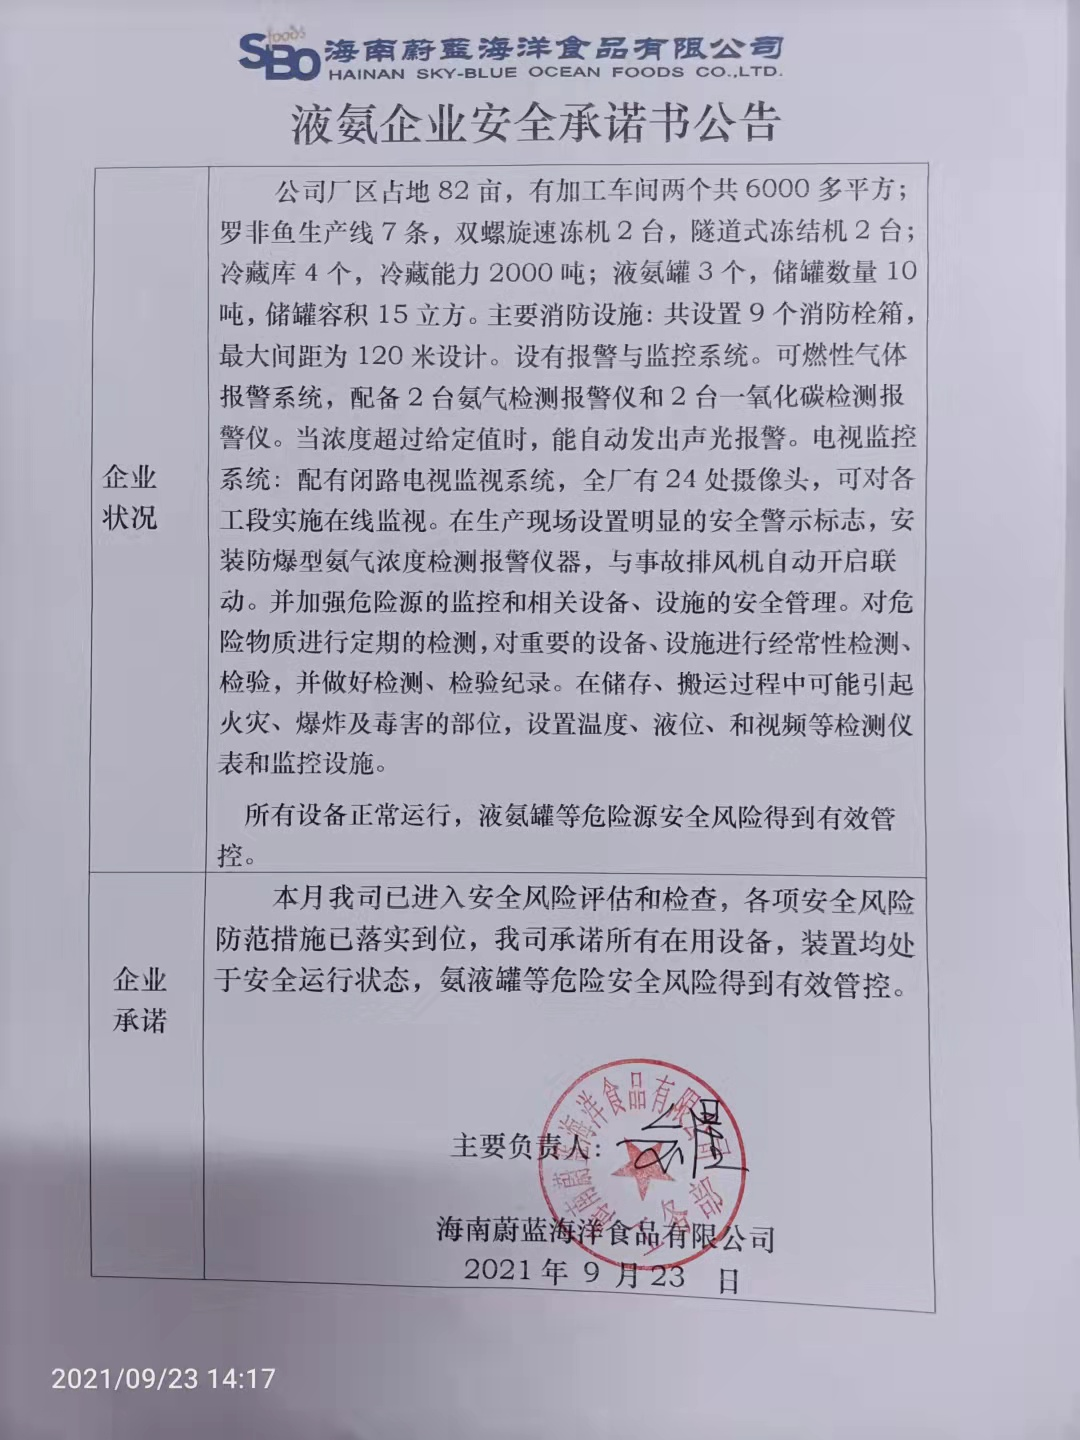 SBO foods
海南蔚蓝海洋食品有限公司
HAINAN SKY-BLUE OCEAN FOODS CO.,LTD.
液氨企业安全承诺书公告
企业
状况
公司厂区占地 82 亩，有加工车间两个共 6000 多平方；
罗非鱼生产线 7 条，双螺旋速冻机 2 台，隧道式冻结机 2 台；
冷藏库 4 个，冷藏能力 2000 吨；液氨罐 3 个，储罐数量 10
吨，储罐容积 15 立方。主要消防设施：共设置 9 个消防栓箱，
最大间距为 120 米设计。设有报警与监控系统。可燃性气体
报警系统，配备 2 台氨气检测报警仪和 2 台一氧化碳检测报
警仪。当浓度超过给定值时，能自动发出声光报警。电视监控
系统：配有闭路电视监视系统，全厂有 24 处摄像头，可对各
工段实施在线监视。在生产现场设置明显的安全警示标志，安
装防爆型氨气浓度检测报警仪器，与事故排风机自动开启联
动。并加强危险源的监控和相关设备、设施的安全管理。对危
险物质进行定期的检测，对重要的设备、设施进行经常性检测、
检验，并做好检测、检验纪录。在储存、搬运过程中可能引起
火灾、爆炸及毒害的部位，设置温度、液位、和视频等检测仪
表和监控设施。
所有设备正常运行，液氨罐等危险源安全风险得到有效管
控。
企业
承诺
本月我司已进入安全风险评估和检查，各项安全风险
防范措施已落实到位，我司承诺所有在用设备，装置均处
于安全运行状态，氨液罐等危险安全风险得到有效管控。
主要负责人：
海南蔚蓝海洋食品有限公司
海南蔚蓝海洋食品有限公司
2021 年 9 月 23 日
2021/09/23 14:17